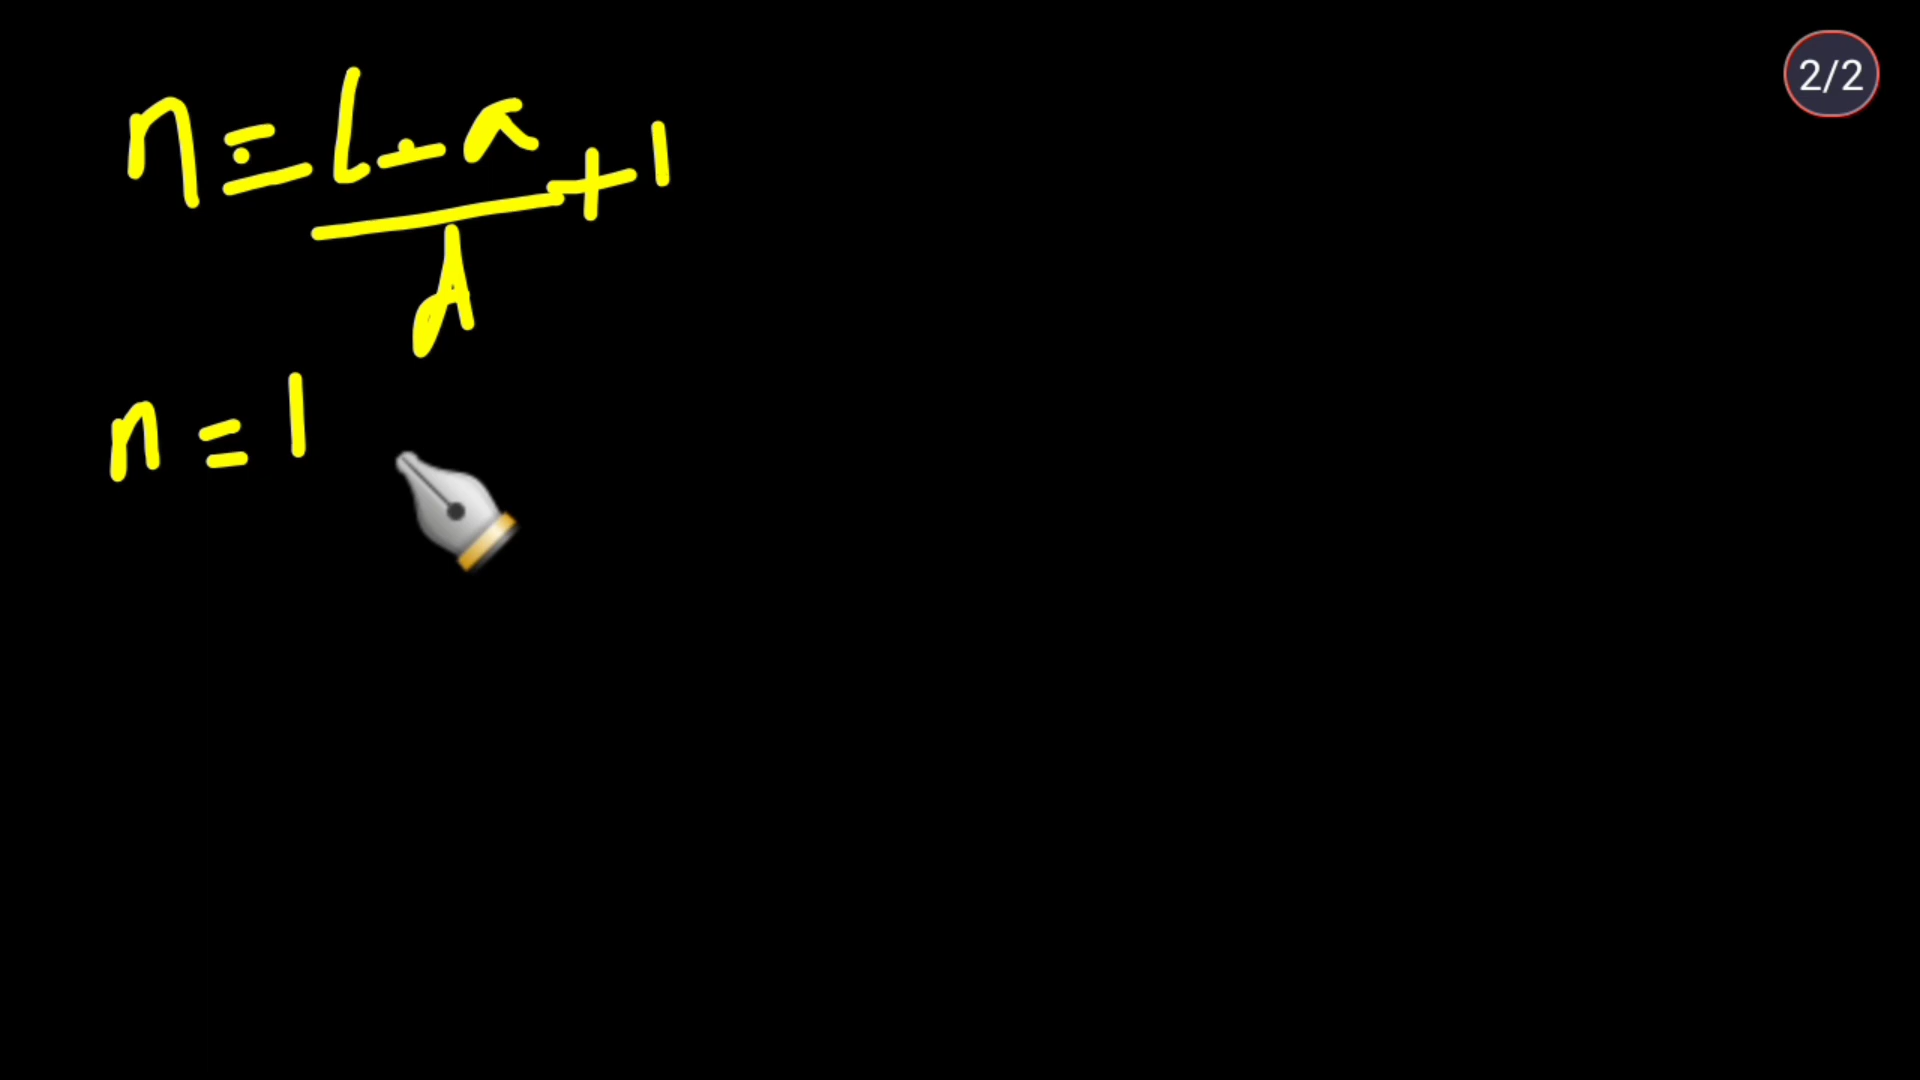 2/2
n = l - a / d + 1
n = 1